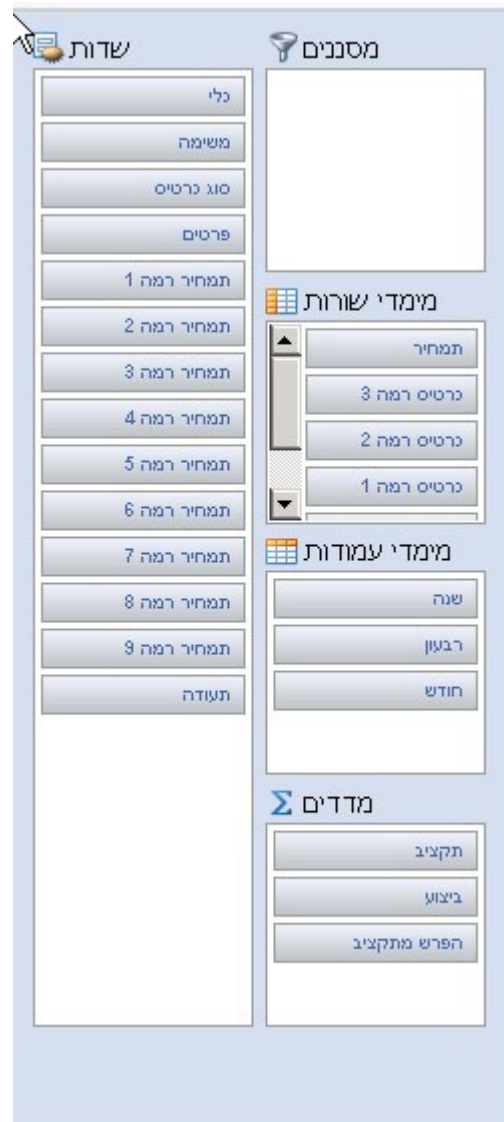 שדות
כלי
משימה
סוג כרטיס
פרטים
תמחיר רמה 1
תמחיר רמה 2
תמחיר רמה 3
תמחיר רמה 4
תמחיר רמה 5
תמחיר רמה 6
תמחיר רמה 7
תמחיר רמה 8
תמחיר רמה 9
תעודה
מסננים
מימדי שורות
תמחיר
כרטיס רמה 3
כרטיס רמה 2
כרטיס רמה 1
מימדי עמודות
שנה
רבעון
חודש
מדדים
תקציב
ביצוע
הפרש מתקציב